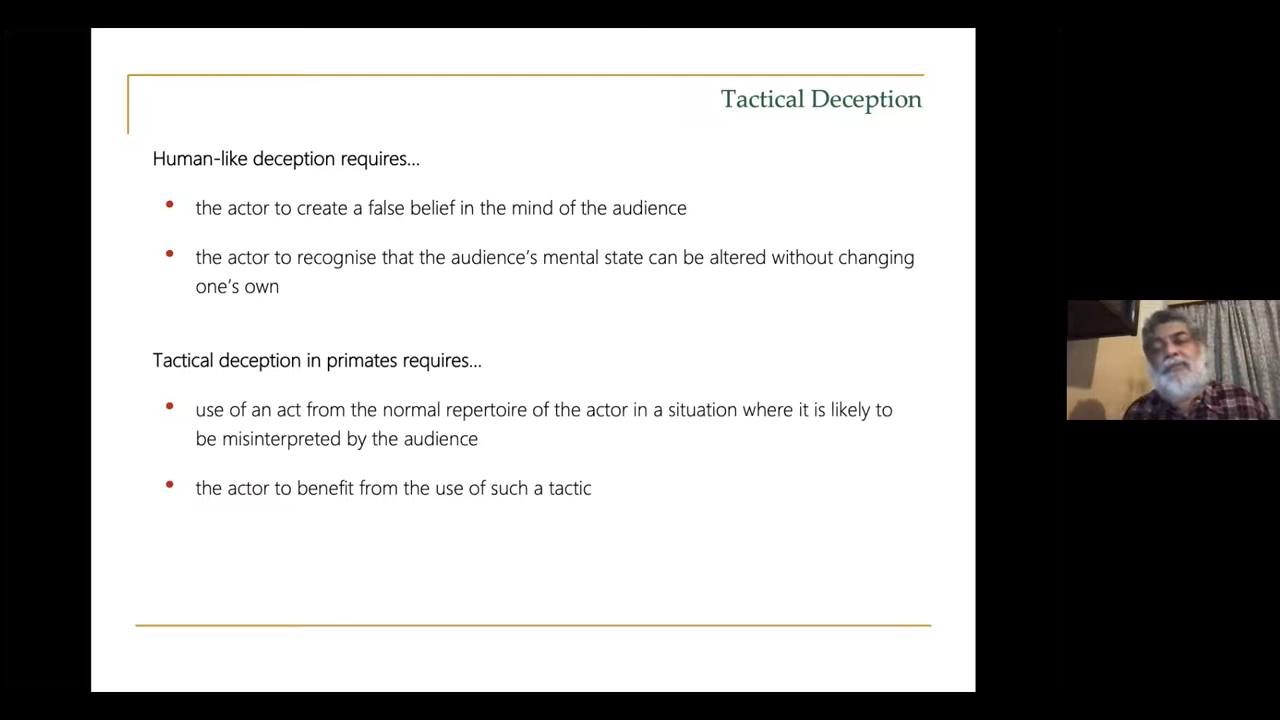 Tactical Deception
Human-like deception requires...
the actor to create a false belief in the mind of the audience
the actor to recognise that the audience's mental state can be altered without changing
one's own
Tactical deception in primates requires...
use of an act from the normal repertoire of the actor in a situation where it is likely to
be misinterpreted by the audience
the actor to benefit from the use of such a tactic